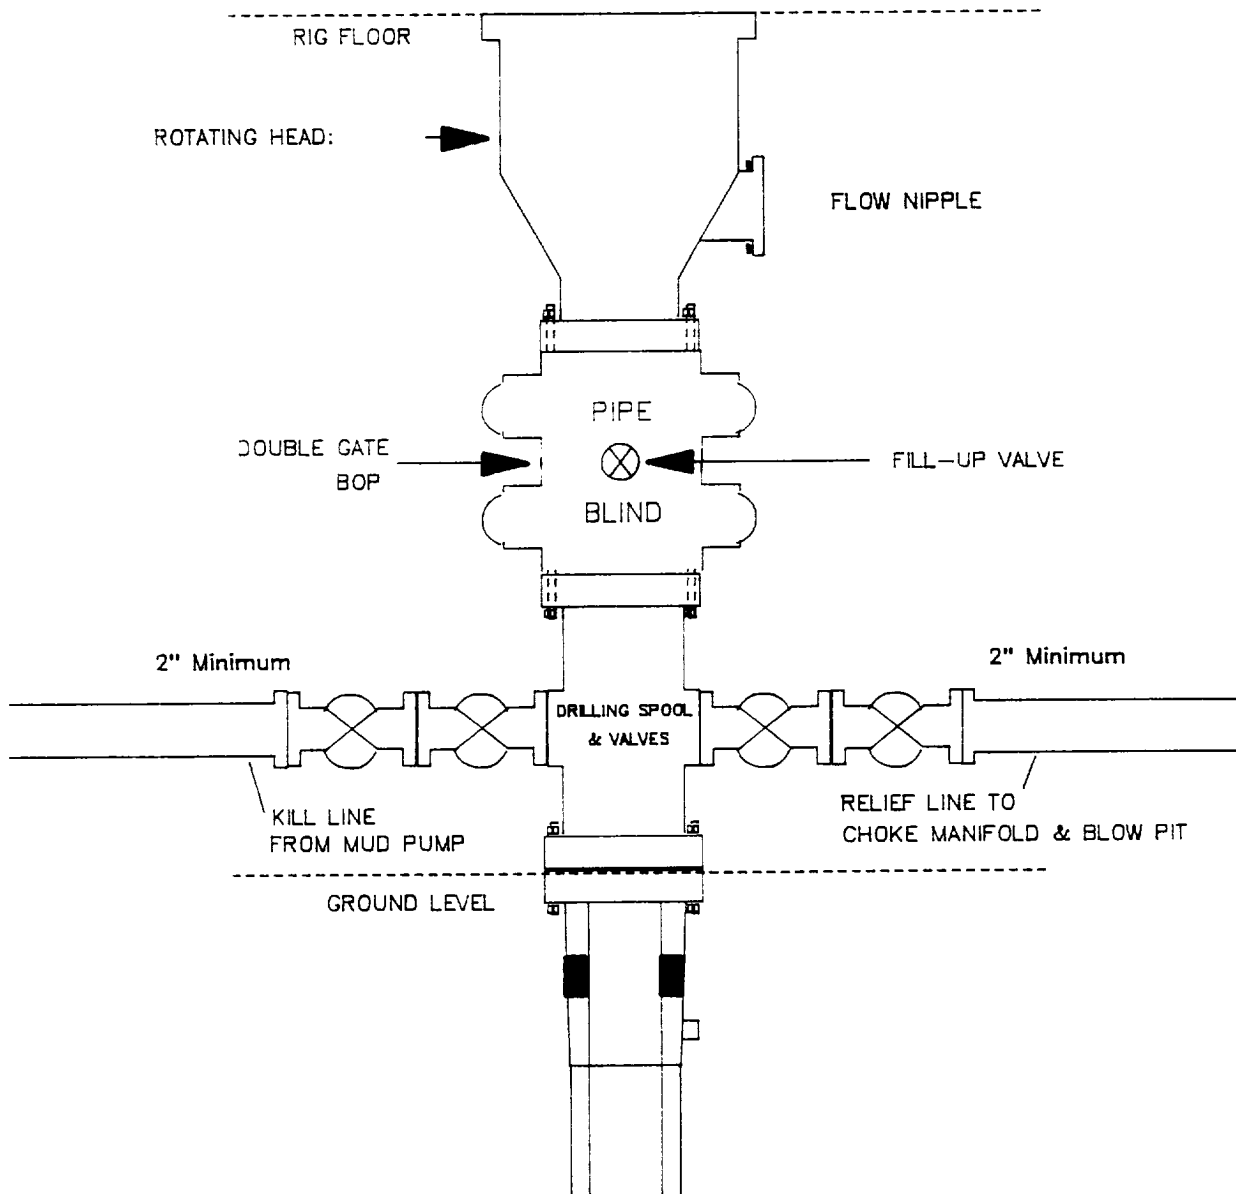 RIG FLOOR
ROTATING HEAD:
FLOW NIPPLE
PIPE
DOUBLE GATE
BOP
FILL-UP VALVE
BLIND
2" Minimum
2" Minimum
DRILLING SPOOL
& VALVES
KILL LINE
FROM MUD PUMP
RELIEF LINE TO
CHOKE MANIFOLD & BLOW PIT
GROUND LEVEL